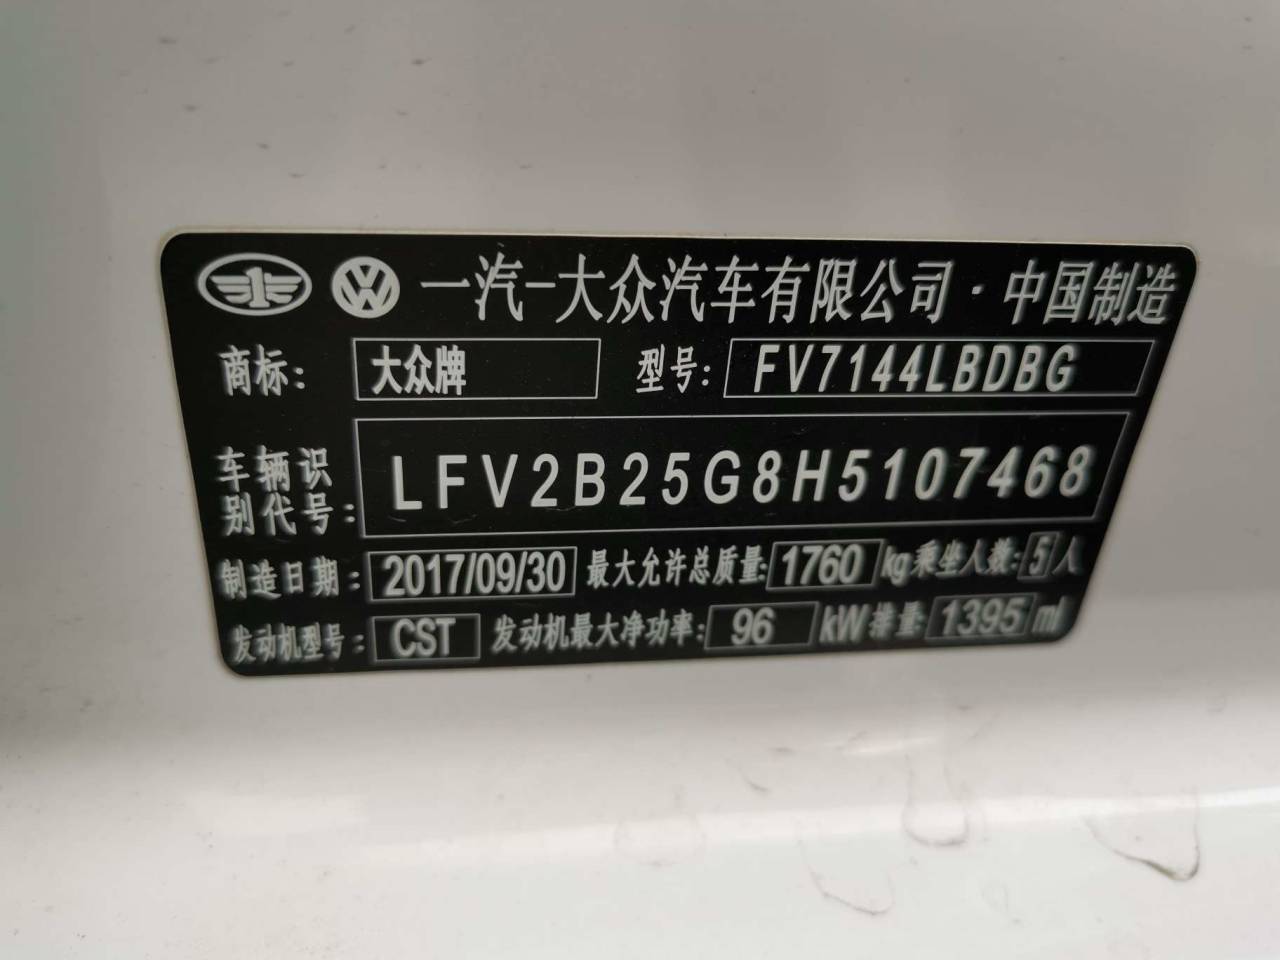 一汽-大众汽车有限公司·中国制造
商标: 大众牌 型号: FV7144LBDBG
车辆识别代号: LFV2B25G8H5107468
制造日期: 2017/09/30 最大允许总质量: 1760 kg 乘坐人数: 5 人
发动机型号: CST 发动机最大净功率: 96 kW 排量: 1395 ml